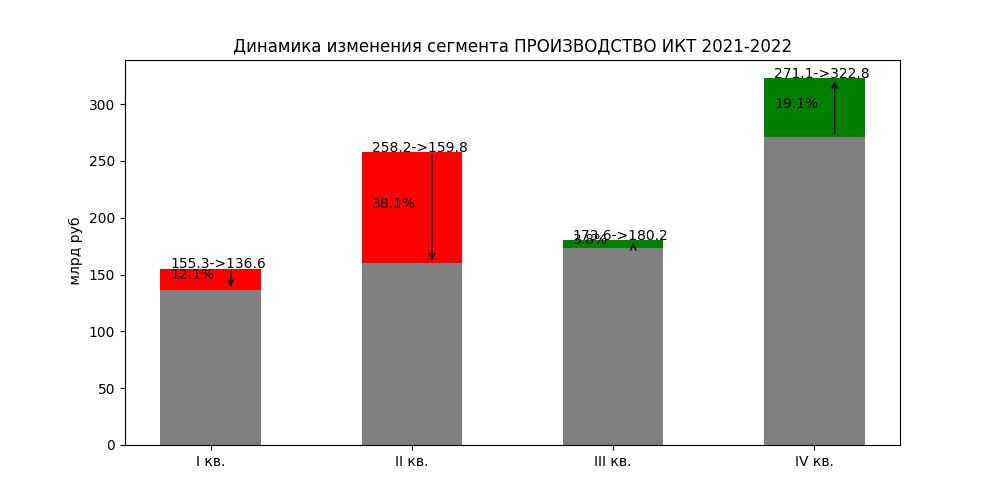 Динамика изменения сегмента ПРОИЗВОДСТВО ИКТ 2021-2022
млрд руб
300
250
200
150
100
50
0
155.3->136.6
12.1%
258.2->159.8
38.1%
173.6->180.2
3.8%
271.1->322.8
19.1%
I кв.
II кв.
III кв.
IV кв.